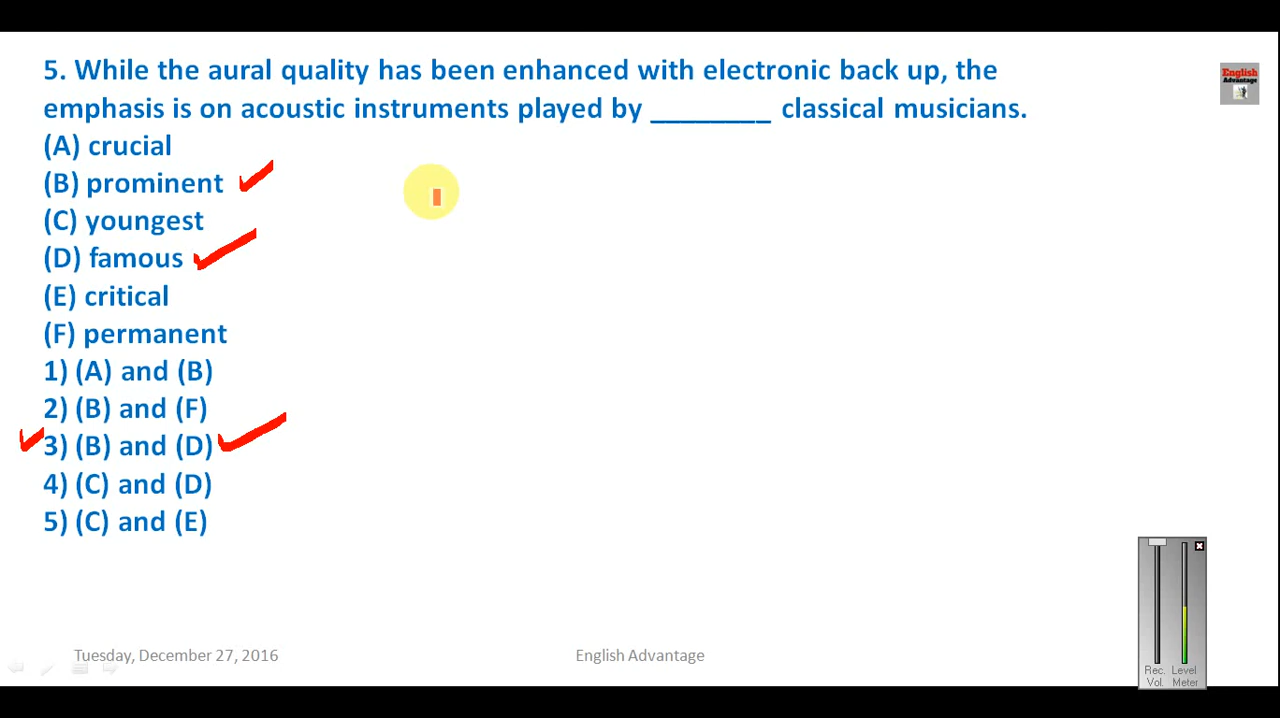 5. While the aural quality has been enhanced with electronic back up, the
emphasis is on acoustic instruments played by ________ classical musicians.
(A) crucial
(B) prominent
(C) youngest
(D) famous
(E) critical
(F) permanent
1) (A) and (B)
2) (B) and (F)
3) (B) and (D)
4) (C) and (D)
5) (C) and (E)
English
Advantage
Tuesday, December 27, 2016
English Advantage
Rec. Level
Vol. Meter